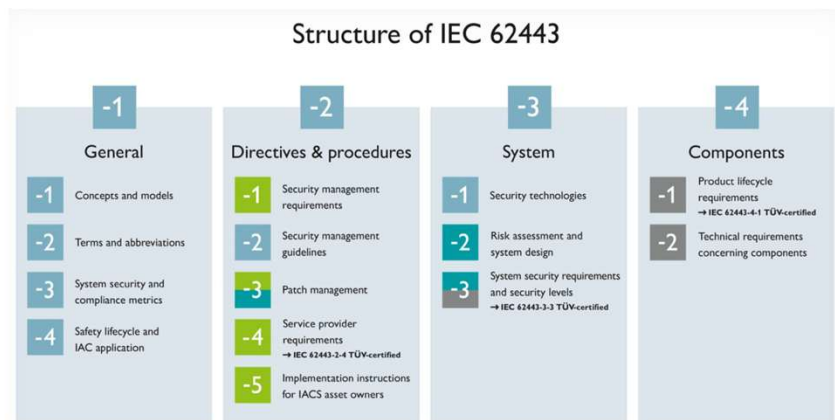 Structure of IEC 62443
-1
General
-1
Concepts and models
-2
Terms and abbreviations
-3
System security and
compliance metrics
-4
Safety lifecycle and
IAC application
-2
Directives & procedures
-1
Security management
requirements
-2
Security management
guidelines
-3
Patch management
-4
Service provider
requirements
→ IEC 62443-2-4 TÜV-certified
-5
Implementation instructions
for IACS asset owners
-3
System
-1
Security technologies
-2
Risk assessment and
system design
-3
System security requirements
and security levels
→ IEC 62443-3-3 TÜV-certified
-4
Components
-1
Product lifecycle
requirements
→ IEC 62443-4-1 TÜV-certified
-2
Technical requirements
concerning components